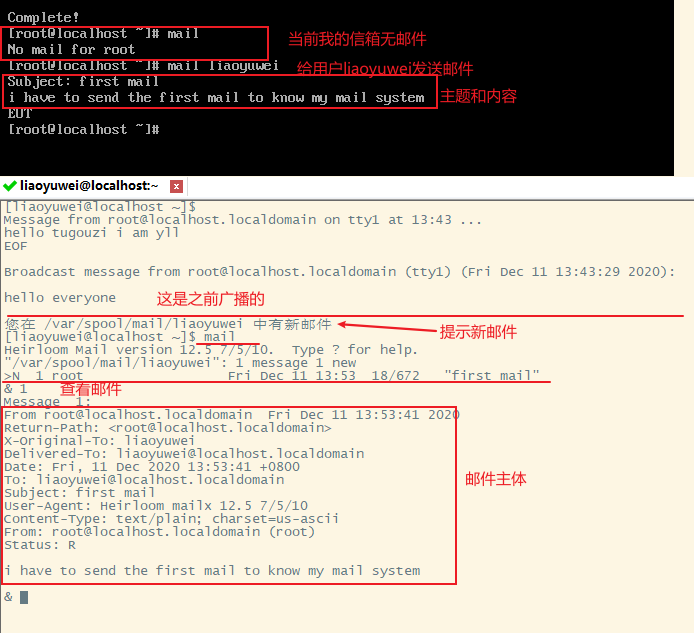 Complete!
[root@localhost ~]# mail
当前我的信箱无邮件
No mail for root
[root@localhost ~]# mail liaoyuwei
给用户liaoyuwei发送邮件
Subject: first mail
i have to send the first mail to know my mail system
主题和内容
EOT
[root@localhost ~]#
liaoyuwei@localhost:~
[liaoyuwei@localhost ~]$
Message from root@localhost.localdomain on tty1 at 13:43 ...
hello tugouzi i am yll
EOF
Broadcast message from root@localhost.localdomain (tty1) (Fri Dec 11 13:43:29 2020):
hello everyone
这是之前广播的
您在 /var/spool/mail/liaoyuwei 中有新邮件
提示新邮件
[liaoyuwei@localhost ~]$ mail
Heirloom Mail version 12.5 7/5/10.  Type ? for help.
"/var/spool/mail/liaoyuwei": 1 message 1 new
>N  1 root                  Fri Dec 11 13:53  18/672   "first mail"
& 1
查看邮件
Message  1:
From root@localhost.localdomain  Fri Dec 11 13:53:41 2020
Return-Path: <root@localhost.localdomain>
X-Original-To: liaoyuwei
Delivered-To: liaoyuwei@localhost.localdomain
Date: Fri, 11 Dec 2020 13:53:41 +0800
To: liaoyuwei@localhost.localdomain
邮件主体
Subject: first mail
User-Agent: Heirloom mailx 12.5 7/5/10
Content-Type: text/plain; charset=us-ascii
From: root@localhost.localdomain (root)
Status: R
i have to send the first mail to know my mail system
&